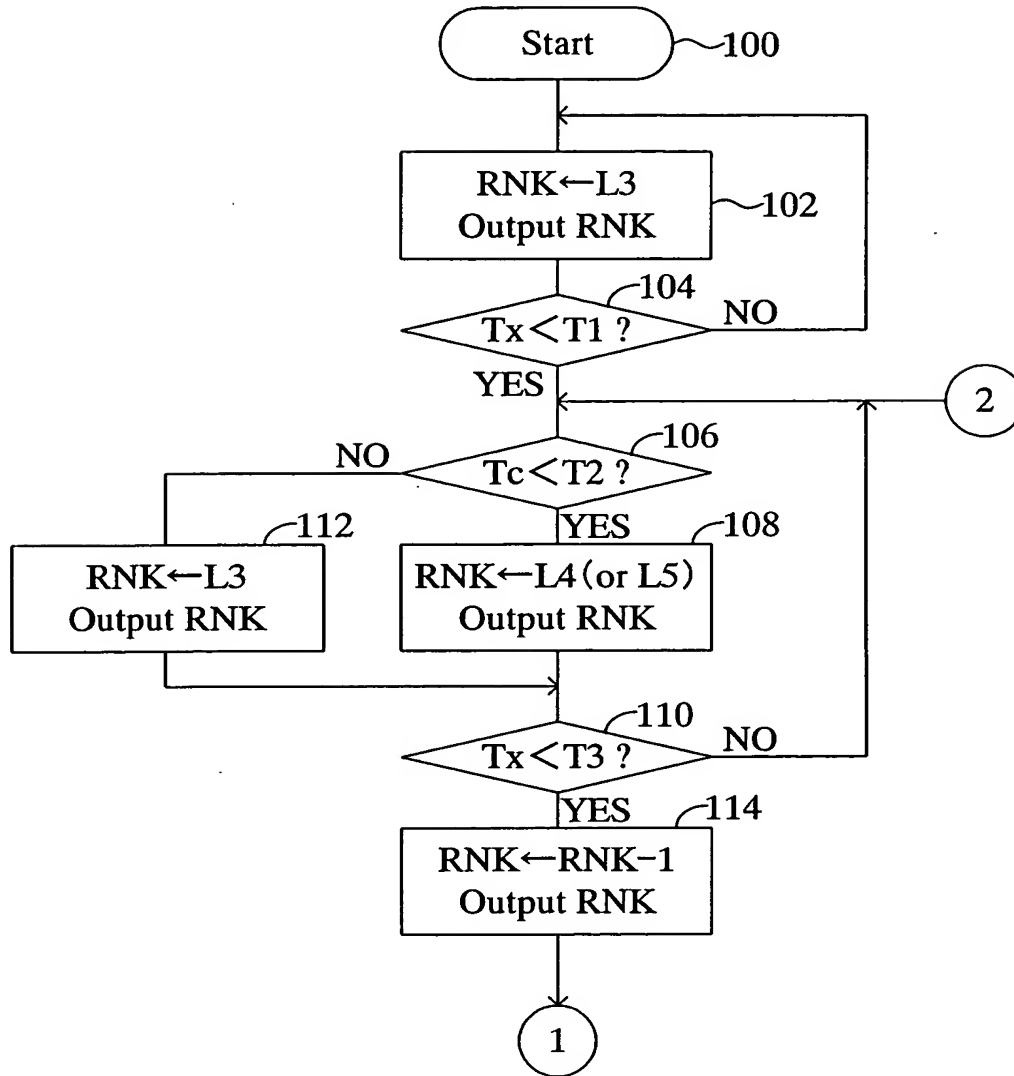 Start
100
RNK←L3
Output RNK
102
104
Tx<T1 ?
NO
YES
2
106
NO
Tc<T2 ?
YES
112
108
RNK←L3
Output RNK
RNK←L4(or L5)
Output RNK
110
Tx<T3 ?
NO
YES
114
RNK←RNK-1
Output RNK
1